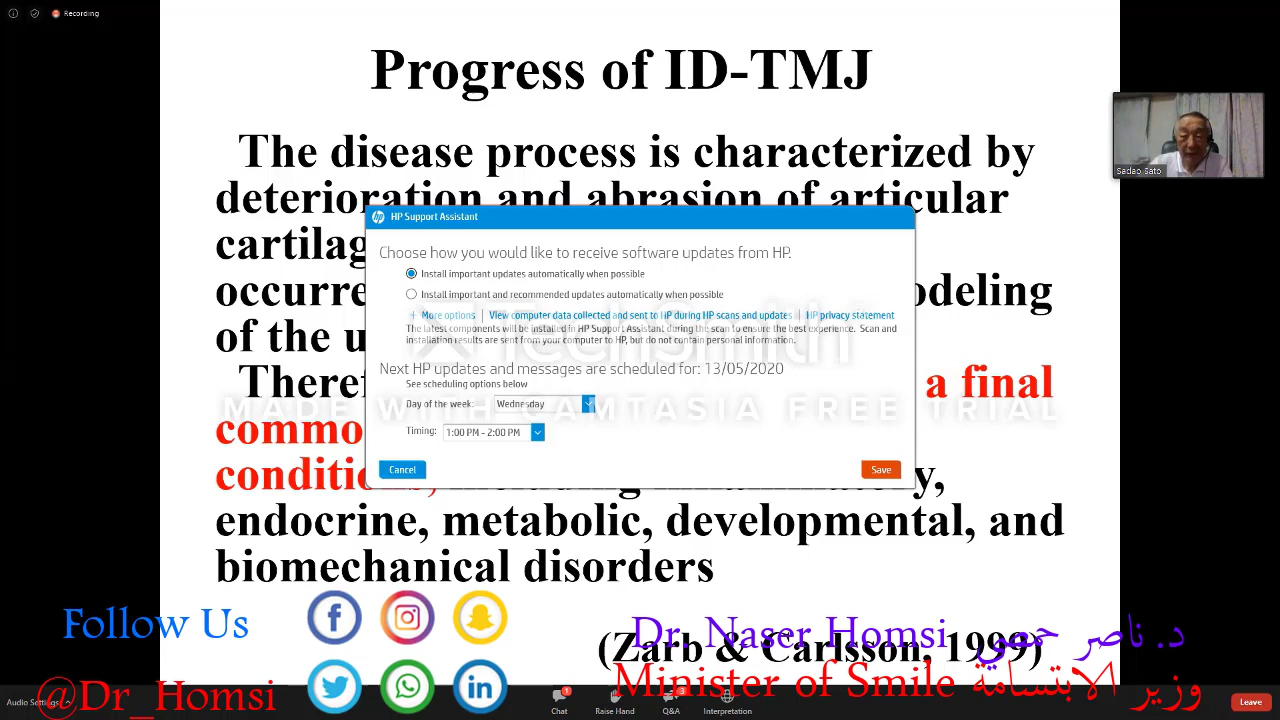 Recording
Progress of ID-TMJ
The disease process is characterized by
deterioration and abrasion of articular
Sadao Sato
HP Support Assistant
Choose how you would like to receive software updates from HP.
Install important updates automatically when possible
Install important and recommended updates automatically when possible
+ More options | View computer data collected and sent to HP during HP scans and updates | HP privacy statement
The latest components will be installed in HP Support Assistant during the scan to ensure the best experience. Scan and
installation results are sent from your computer to HP, but do not contain personal information.
Next HP updates and messages are scheduled for: 13/05/2020
See scheduling options below
Day of the week: Wednesday
Timing: 1:00 PM - 2:00 PM
Cancel Save
TechSmith
MADE WITH CAMTASIA FREE TRIAL
of the
a final
endocrine, metabolic, developmental, and
biomechanical disorders
(Zarb & Carlsson, 1999)
Follow Us
@Dr_Homsi
Dr. Naser Homsi د. ناصر حمصي
Minister of Smile وزير الابتسامة
Audio Settings
Chat 1
Raise Hand
Q&A 3
Interpretation
Leave